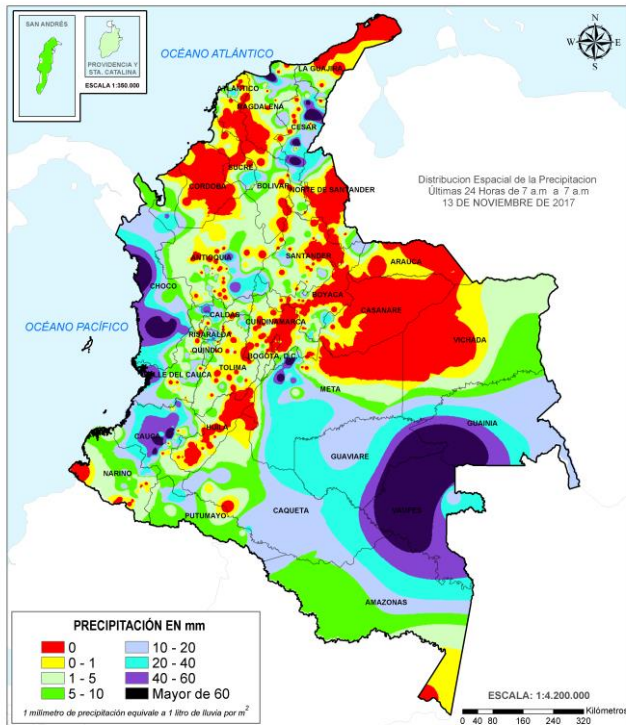 SAN ANDRÉS
PROVIDENCIA Y
STA. CATALINA
ESCALA 1:350.000
OCÉANO ATLÁNTICO
N
W E
S
LA GUAJIRA
ATLÁNTICO
MAGDALENA
CESAR
SUCRE
CORDOBA
BOLIVAR
NORTE DE SANTANDER
Distribucion Espacial de la Precipitacion
Últimas 24 Horas de 7 a.m a 7 a.m
13 DE NOVIEMBRE DE 2017
ANTIOQUIA
SANTANDER
ARAUCA
CHOCO
BOYACA
CASANARE
OCÉANO PACÍFICO
CALDAS
CUNDINAMARCA
RISARALDA
VICHADA
QUINDIO
BOGOTA, D.C.
TOLIMA
VALLE DEL CAUCA
META
CAUCA
HUILA
GUAINIA
GUAVIARE
NARIÑO
CAQUETA
VAUPES
PUTUMAYO
AMAZONAS
PRECIPITACIÓN EN mm
0 10 - 20
0 - 1 20 - 40
1 - 5 40 - 60
5 - 10 Mayor de 60
1 milímetro de precipitación equivale a 1 litro de lluvia por m²
ESCALA: 1:4.200.000
Kilómetros
0 40 80 160 240 320